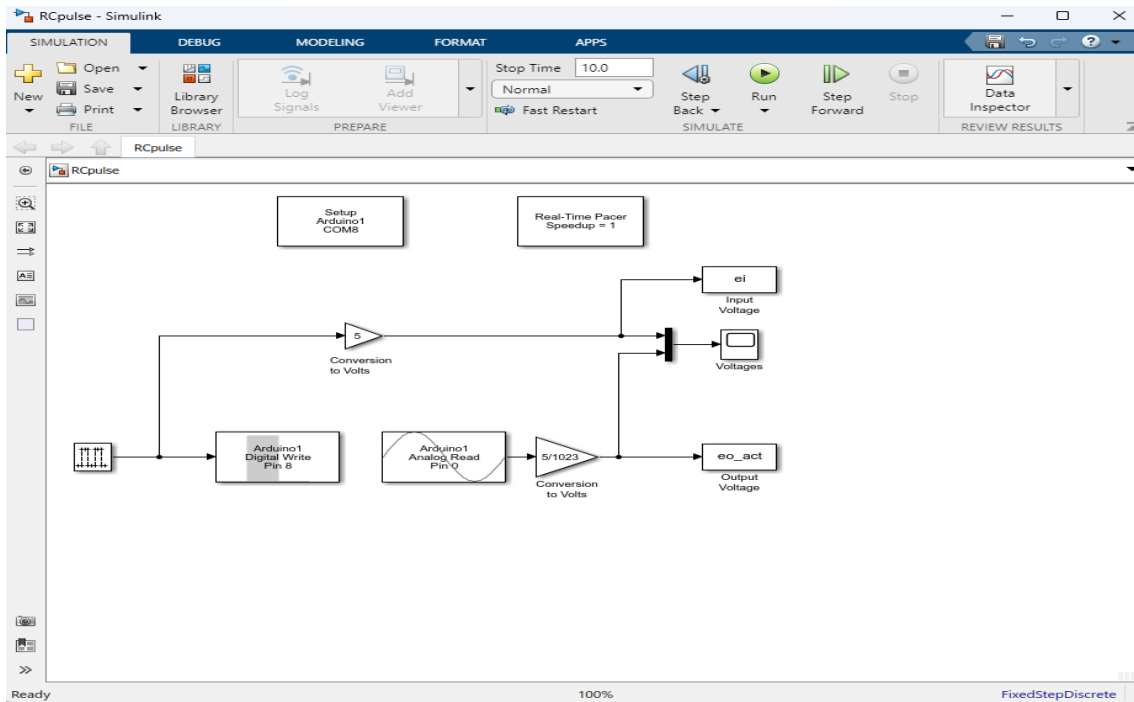 RCpulse - Simulink
SIMULATION DEBUG MODELING FORMAT APPS
?
New
Open
Save
Print
FILE
Library
Browser
LIBRARY
Log
Signals
Add
Viewer
PREPARE
Stop Time 10.0
Normal
Fast Restart
Step
Back
Run
Step
Forward
Stop
SIMULATE
Data
Inspector
REVIEW RESULTS
RCpulse
RCpulse
Setup
Arduino1
COM8
Real-Time Pacer
Speedup = 1
ei
Input
Voltage
5
Conversion
to Volts
Voltages
Arduino1
Digital Write
Pin 8
Arduino1
Analog Read
Pin 0
5/1023
Conversion
to Volts
eo_act
Output
Voltage
Ready 100% FixedStepDiscrete